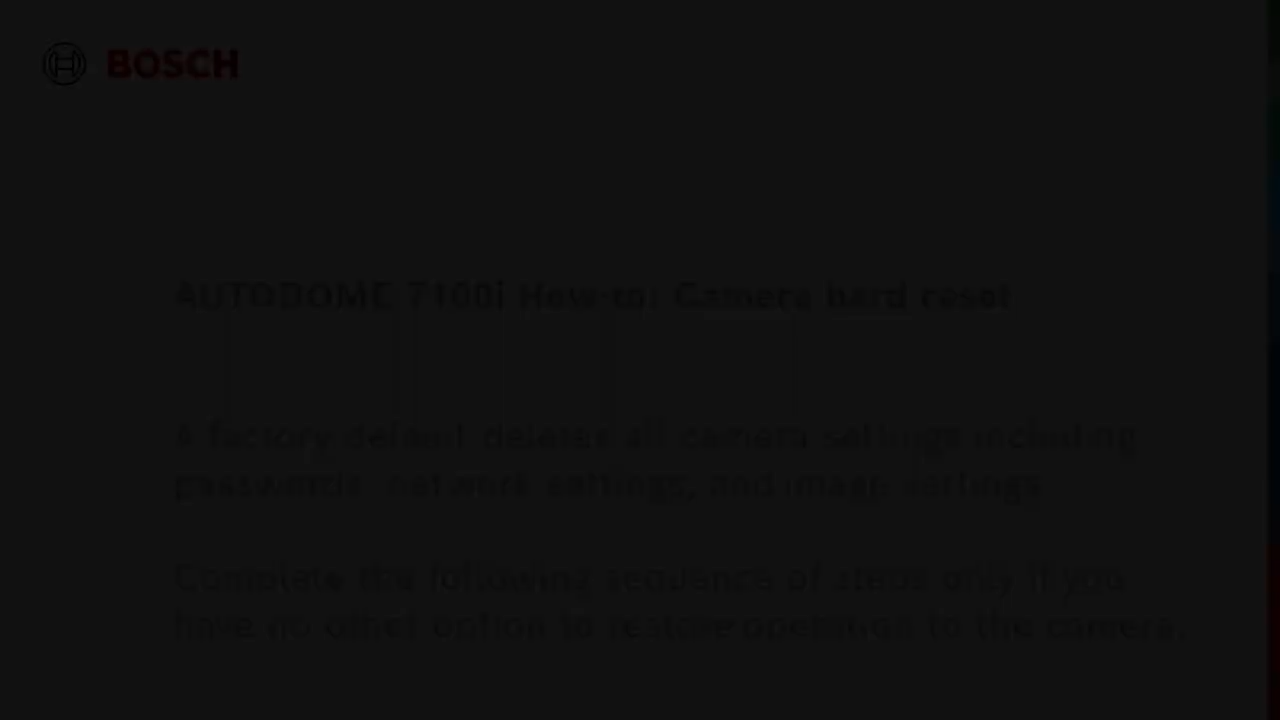 BOSCH
AUTODOME 7100i How-to: Camera hard reset
A factory default deletes all camera settings including
passwords, network settings, and image settings.
Complete the following sequence of steps only if you
have no other option to restore operation to the camera.